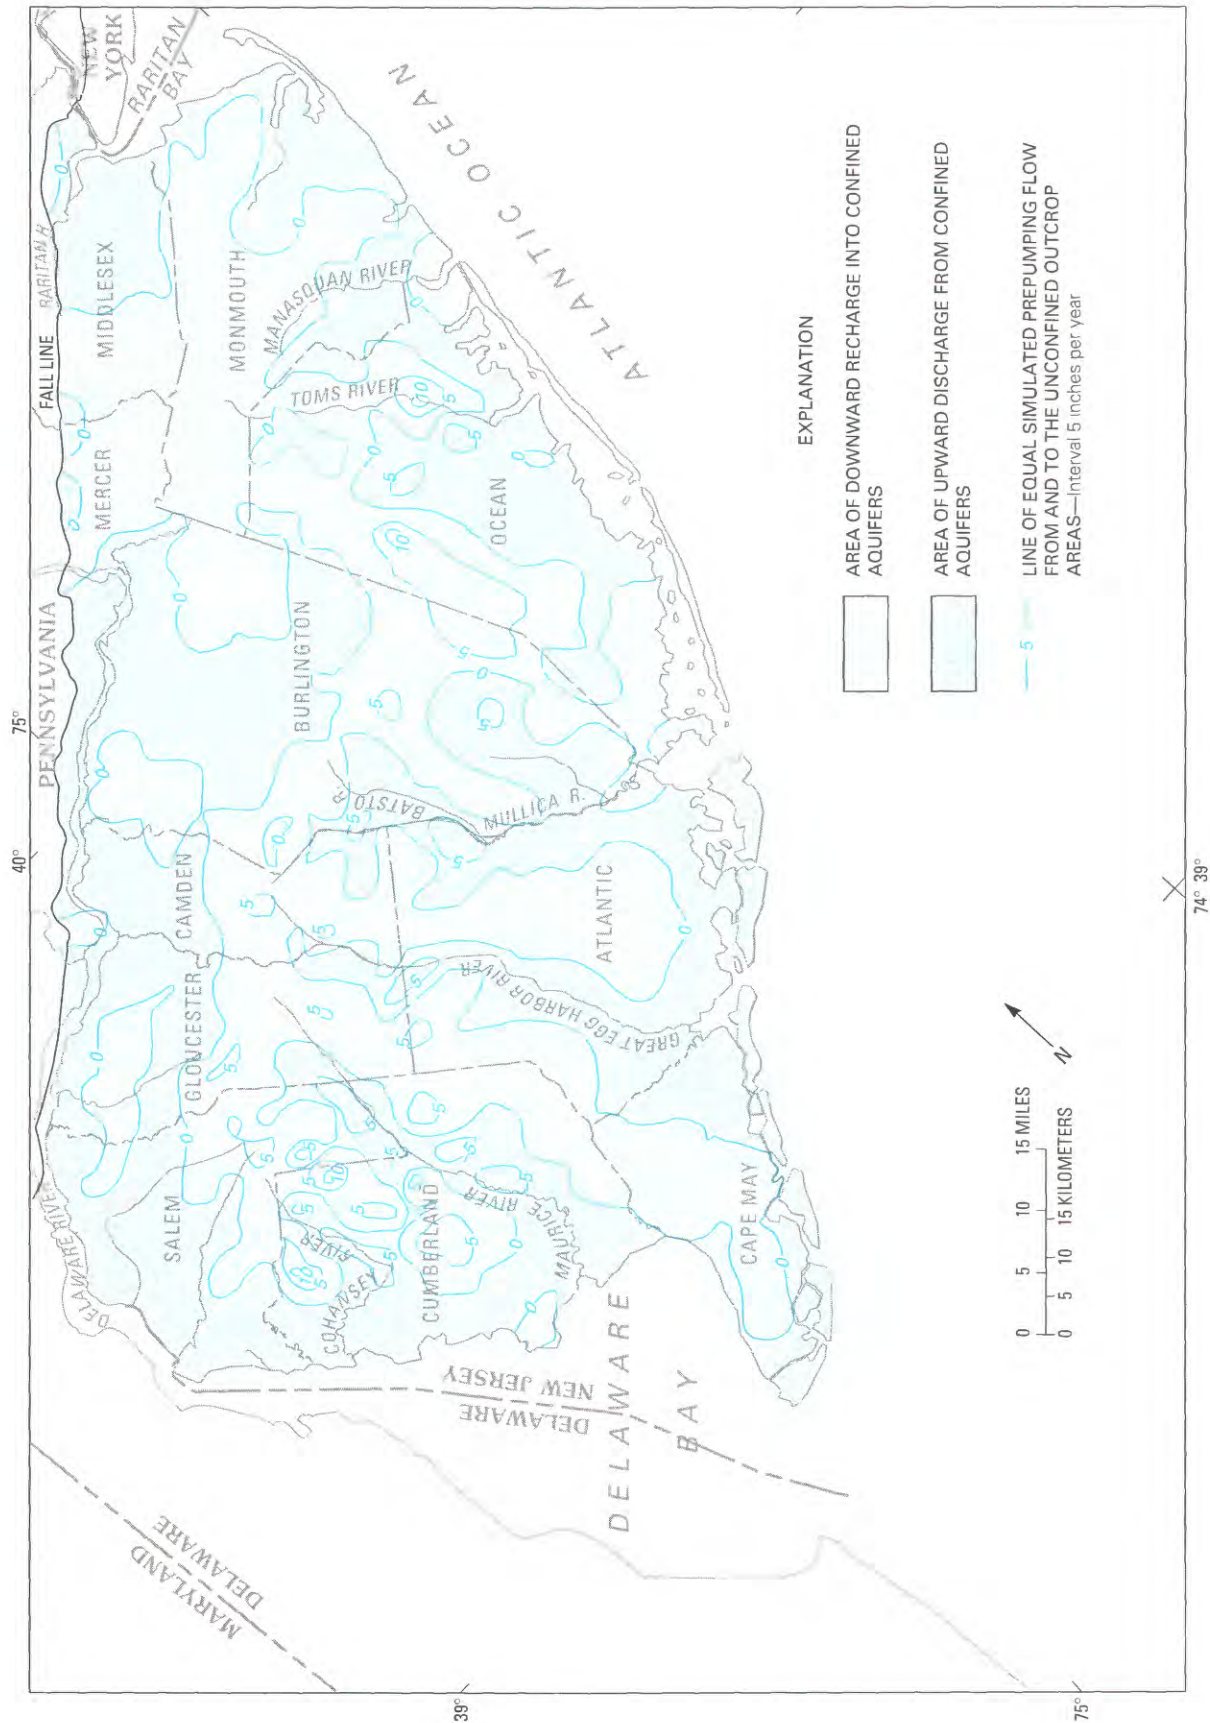 NEW
YORK
RARITAN
BAY
FALL LINE
RARITAN R.
MIDDLESEX
MERCER
MONMOUTH
MANASQUAN RIVER
TOMS RIVER
OCEAN
ATLANTIC OCEAN
PENNSYLVANIA
BURLINGTON
BATSTO R.
MULLICA R.
CAMDEN
ATLANTIC
GLOUCESTER
GREAT EGG HARBOR RIVER
SALEM
DELAWARE RIVER
COHANSEY RIVER
CUMBERLAND
MAURICE RIVER
CAPE MAY
NEW JERSEY
DELAWARE
DELAWARE
BAY
MARYLAND
DELAWARE
40°
75°
39°
75°
74° 39°
EXPLANATION
AREA OF DOWNWARD RECHARGE INTO CONFINED
AQUIFERS
AREA OF UPWARD DISCHARGE FROM CONFINED
AQUIFERS
5
LINE OF EQUAL SIMULATED PREPUMPING FLOW
FROM AND TO THE UNCONFINED OUTCROP
AREAS—Interval 5 inches per year
N
0 5 10 15 MILES
0 5 10 15 KILOMETERS